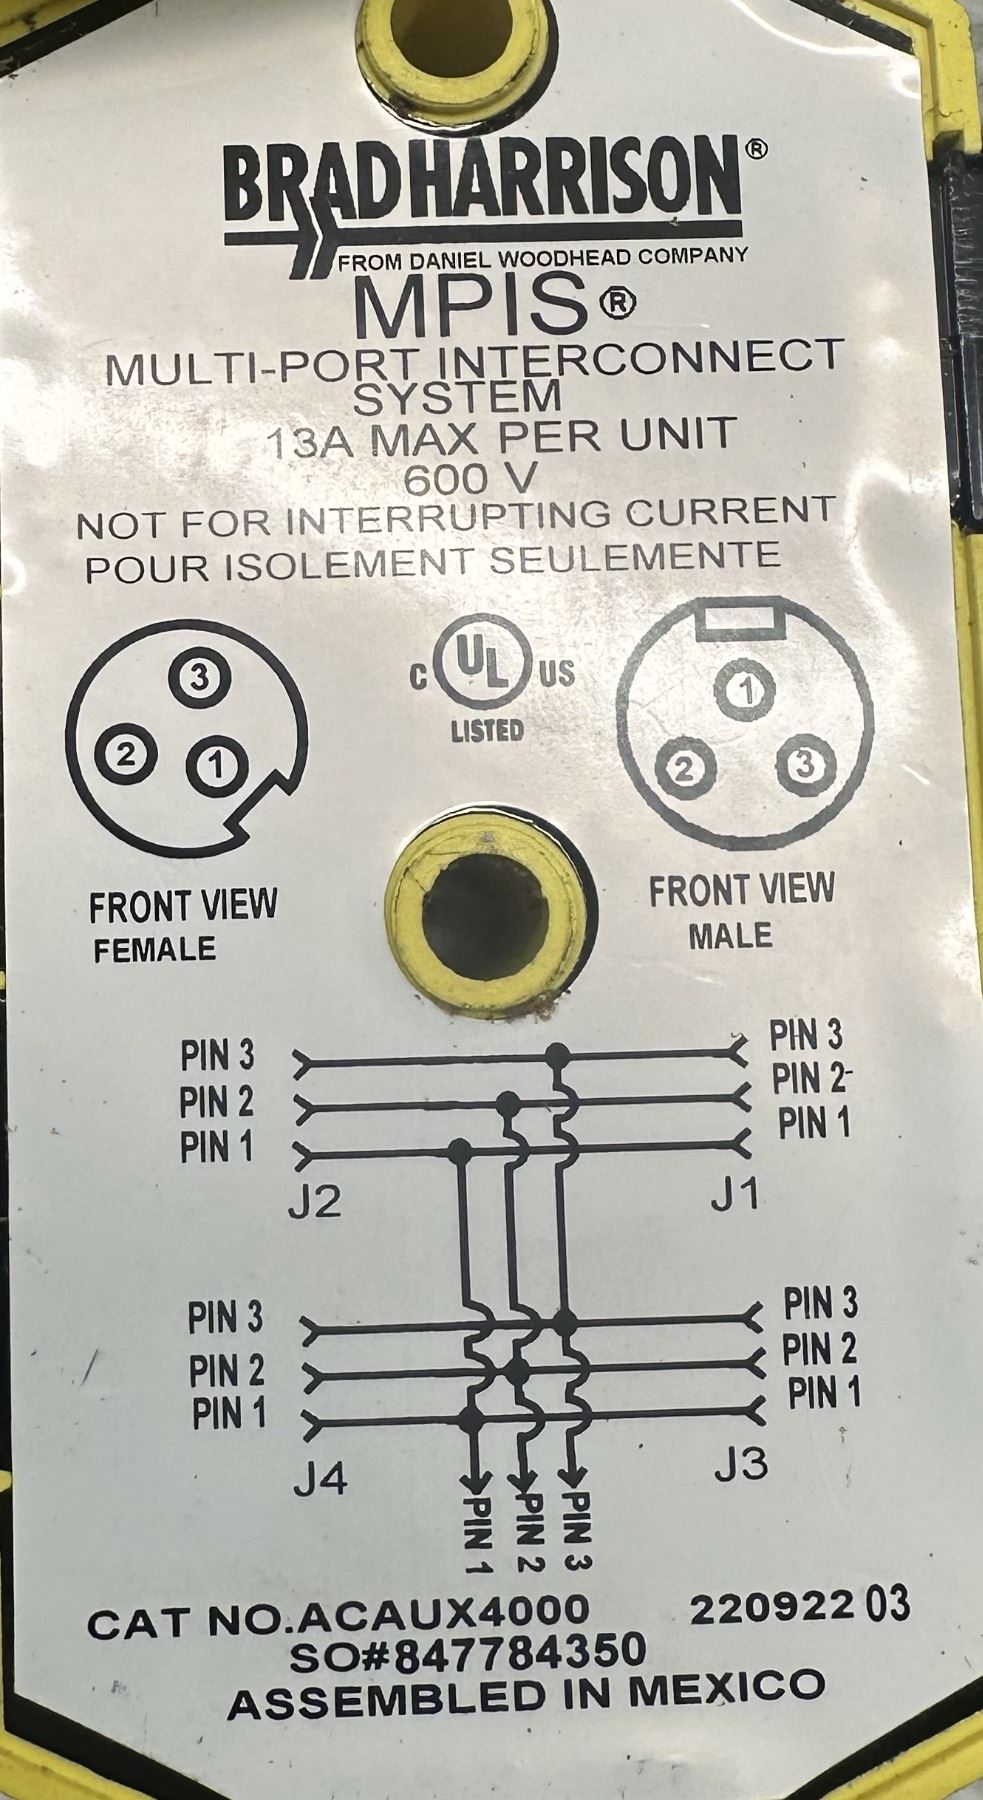 BRADHARRISON®
FROM DANIEL WOODHEAD COMPANY
MPIS®
MULTI-PORT INTERCONNECT
SYSTEM
13A MAX PER UNIT
600 V
NOT FOR INTERRUPTING CURRENT
POUR ISOLEMENT SEULEMENTE
3
2
1
C UL US
LISTED
1
2
3
FRONT VIEW
FEMALE
FRONT VIEW
MALE
PIN 3
PIN 2
PIN 1
J2
PIN 3
PIN 2
PIN 1
J1
PIN 3
PIN 2
PIN 1
J4
PIN 3
PIN 2
PIN 1
J3
PIN 1
PIN 2
PIN 3
CAT NO.ACAUX4000 220922 03
SO#847784350
ASSEMBLED IN MEXICO